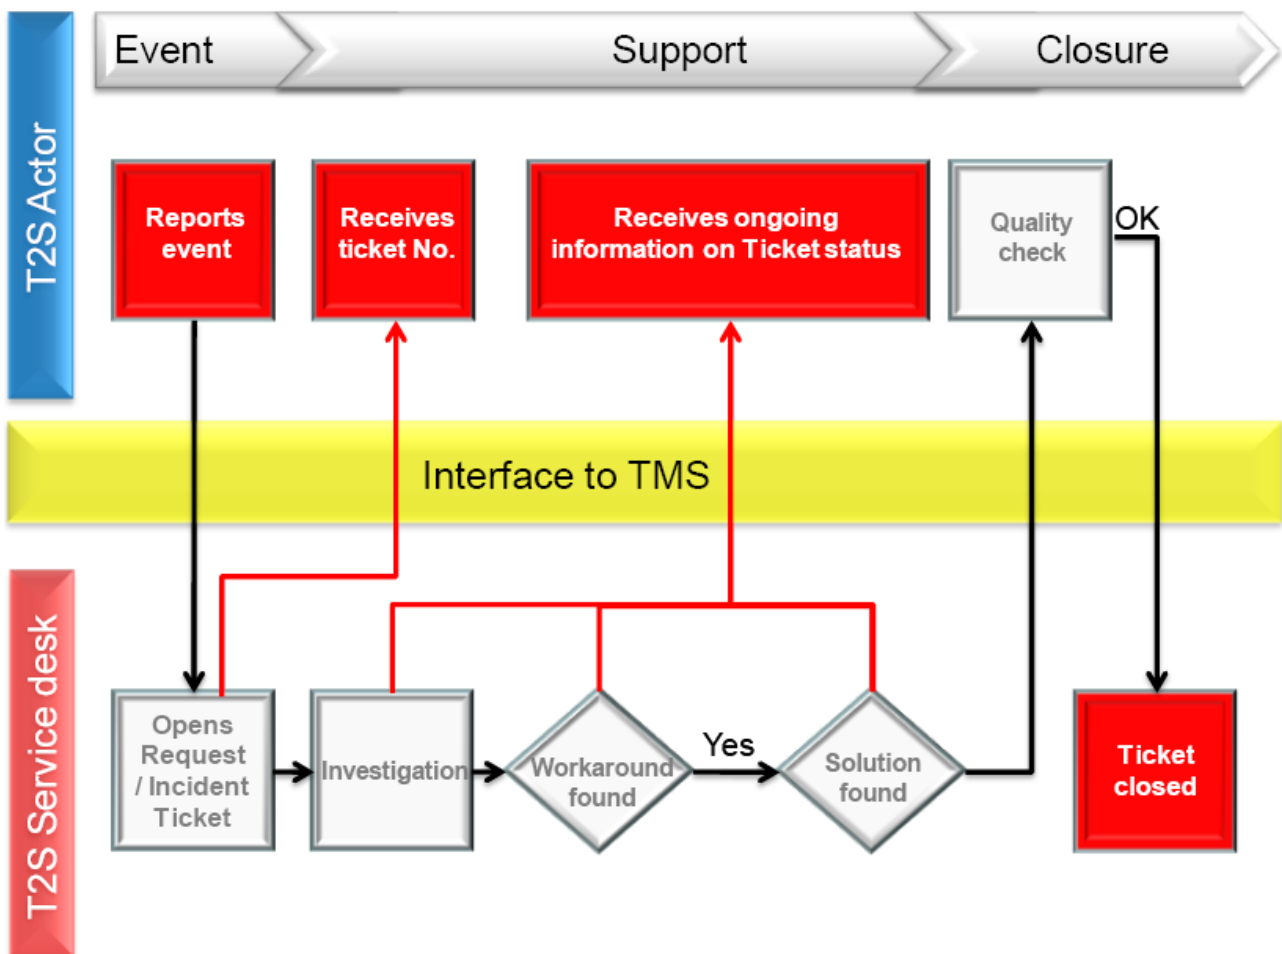 Event
Support
Closure
T2S Actor
Reports
event
Receives
ticket No.
Receives ongoing
information on Ticket status
Quality
check
OK
Interface to TMS
T2S Service desk
Opens
Request
/ Incident
Ticket
Investigation
Workaround
found
Yes
Solution
found
Ticket
closed